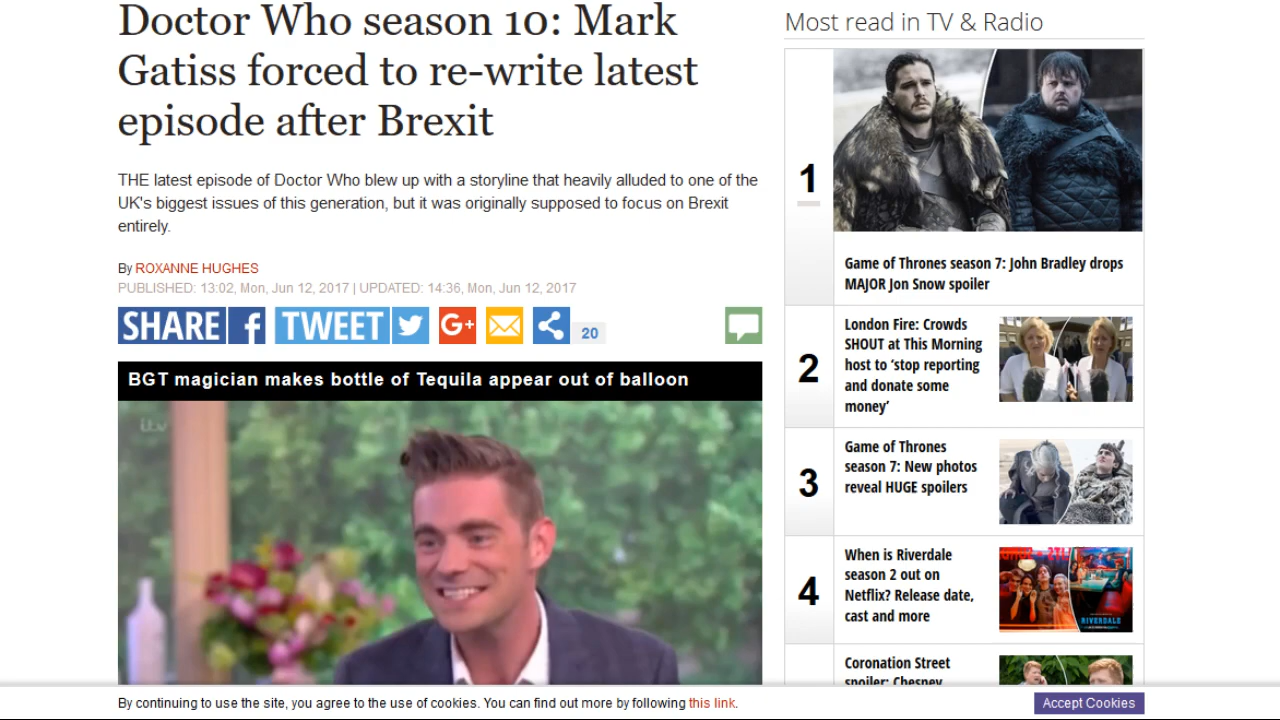 Doctor Who season 10: Mark
Gatiss forced to re-write latest
episode after Brexit
THE latest episode of Doctor Who blew up with a storyline that heavily alluded to one of the
UK's biggest issues of this generation, but it was originally supposed to focus on Brexit
entirely.
By ROXANNE HUGHES
PUBLISHED: 13:02, Mon, Jun 12, 2017 | UPDATED: 14:36, Mon, Jun 12, 2017
SHARE f TWEET G+ 20
BGT magician makes bottle of Tequila appear out of balloon
itv
Most read in TV & Radio
1
Game of Thrones season 7: John Bradley drops
MAJOR Jon Snow spoiler
2
London Fire: Crowds
SHOUT at This Morning
host to ‘stop reporting
and donate some
money’
3
Game of Thrones
season 7: New photos
reveal HUGE spoilers
4
When is Riverdale
season 2 out on
Netflix? Release date,
cast and more
RIVERDALE
Coronation Street
spoiler: Chesney
By continuing to use the site, you agree to the use of cookies. You can find out more by following this link.
Accept Cookies